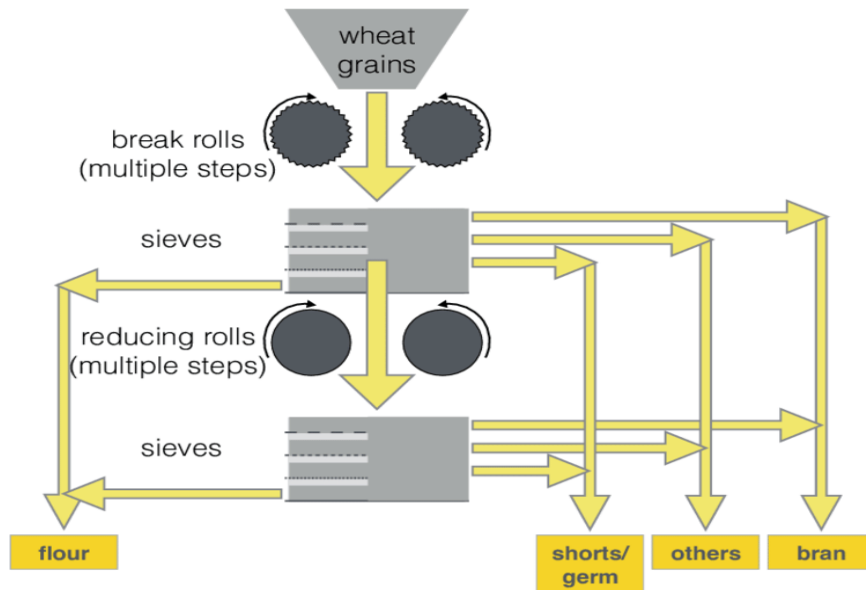 wheat
grains
break rolls
(multiple steps)
sieves
reducing rolls
(multiple steps)
sieves
flour
shorts/
germ
others
bran